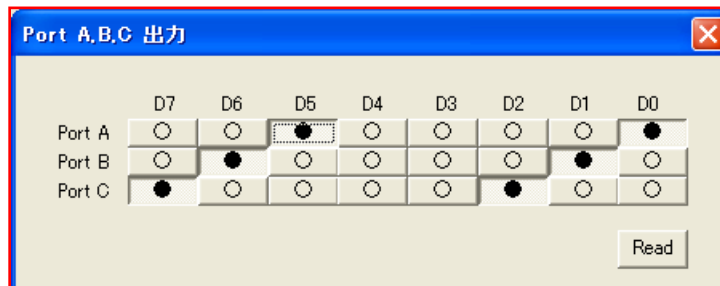 Port A,B,C 出力
D7 D6 D5 D4 D3 D2 D1 D0
Port A
Port B
Port C
Read